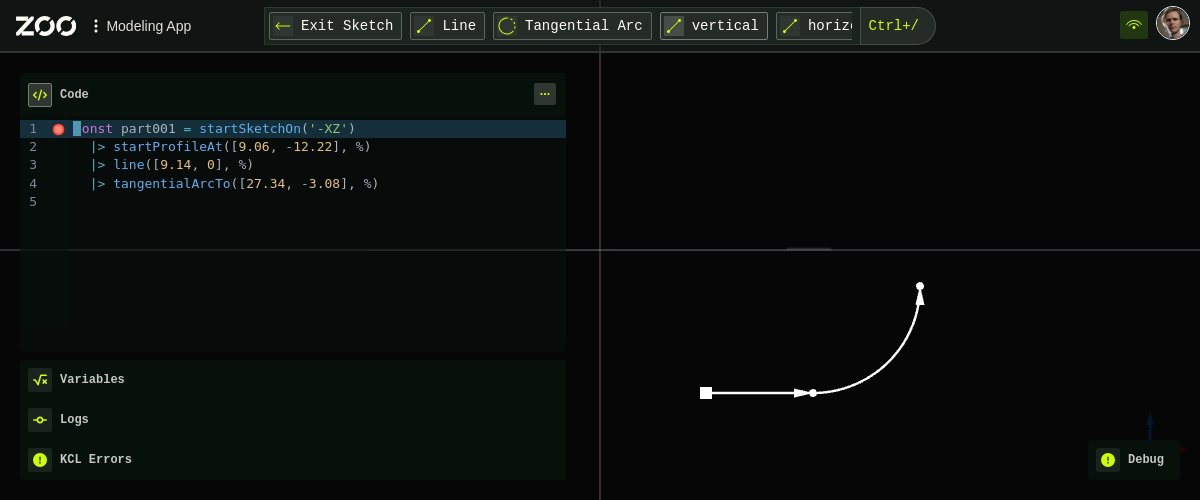 ZOO
Modeling App
Exit Sketch
Line
Tangential Arc
vertical
horiz
Ctrl+/
Code
1 onst part001 = startSketchOn('-XZ')
2 |> startProfileAt([9.06, -12.22], %)
3 |> line([9.14, 0], %)
4 |> tangentialArcTo([27.34, -3.08], %)
5
Variables
Logs
KCL Errors
Debug